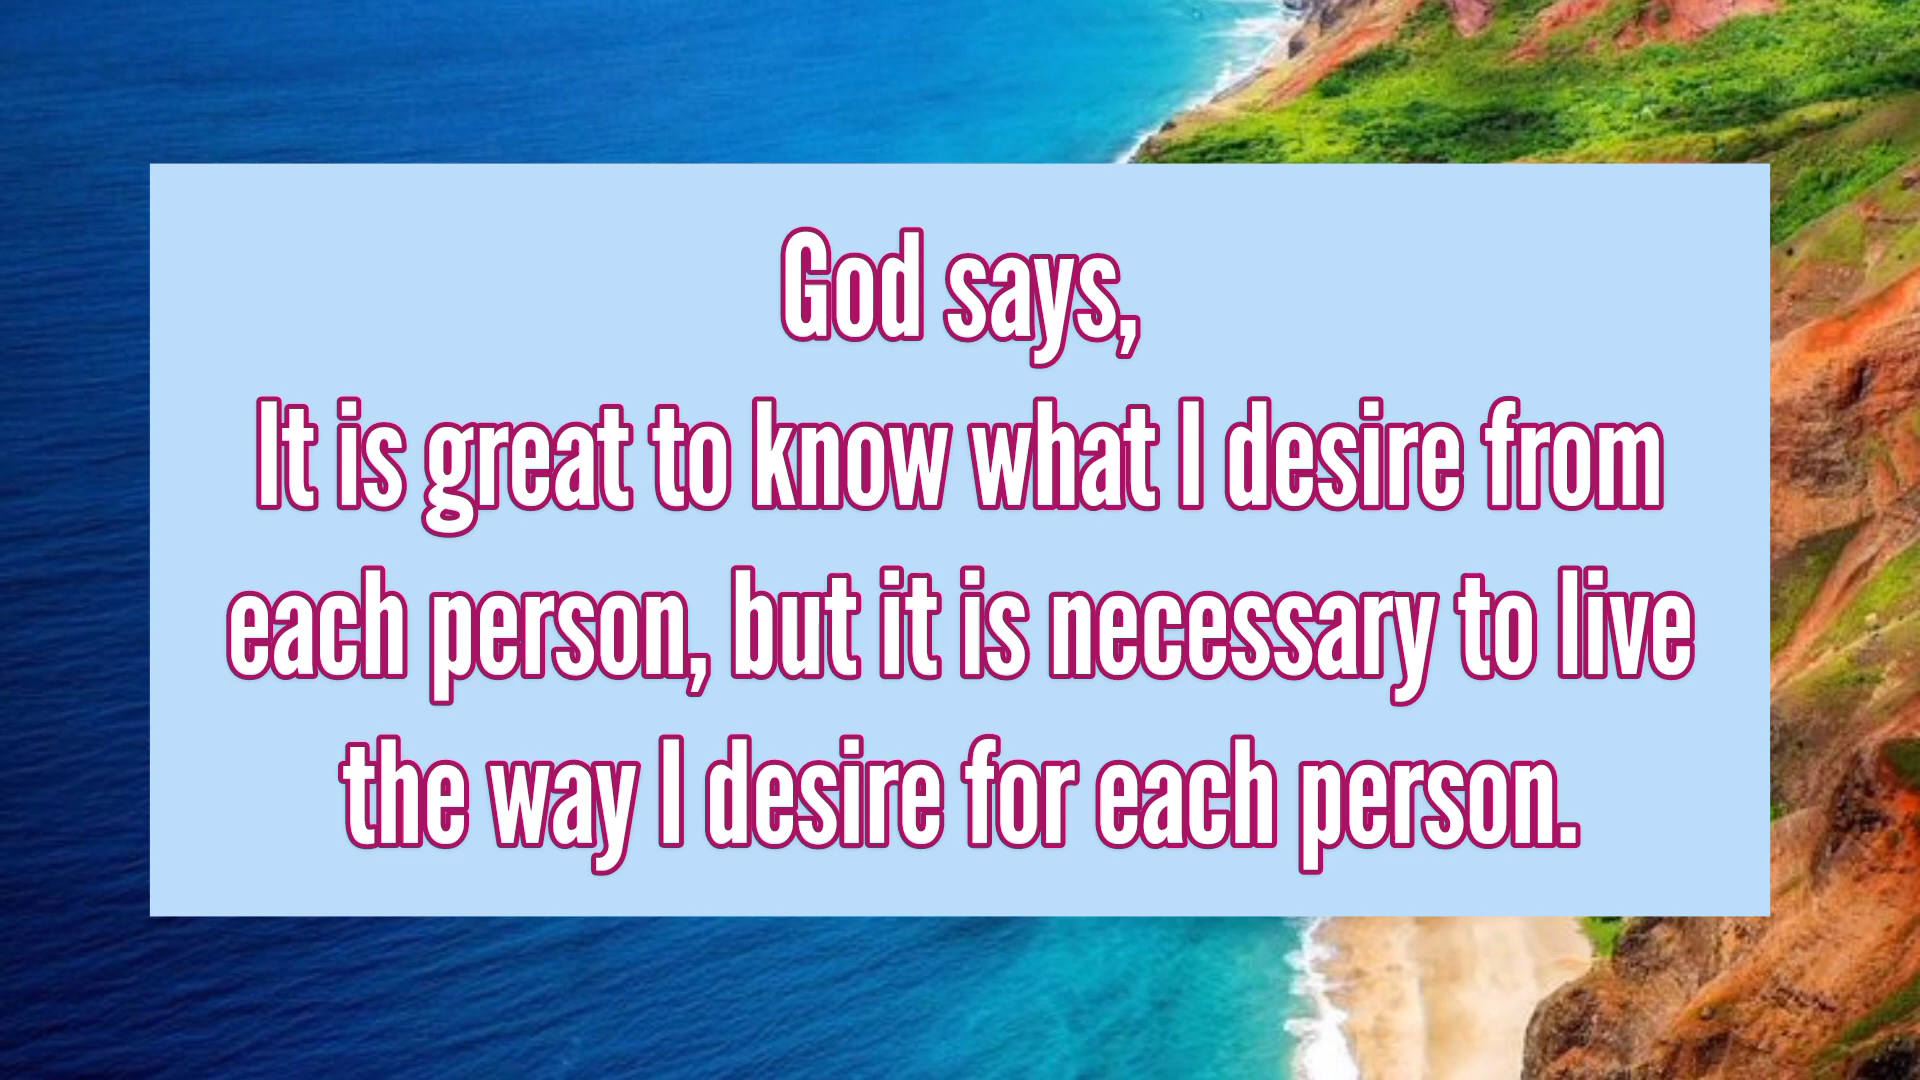 God says,
It is great to know what I desire from
each person, but it is necessary to live
the way I desire for each person.